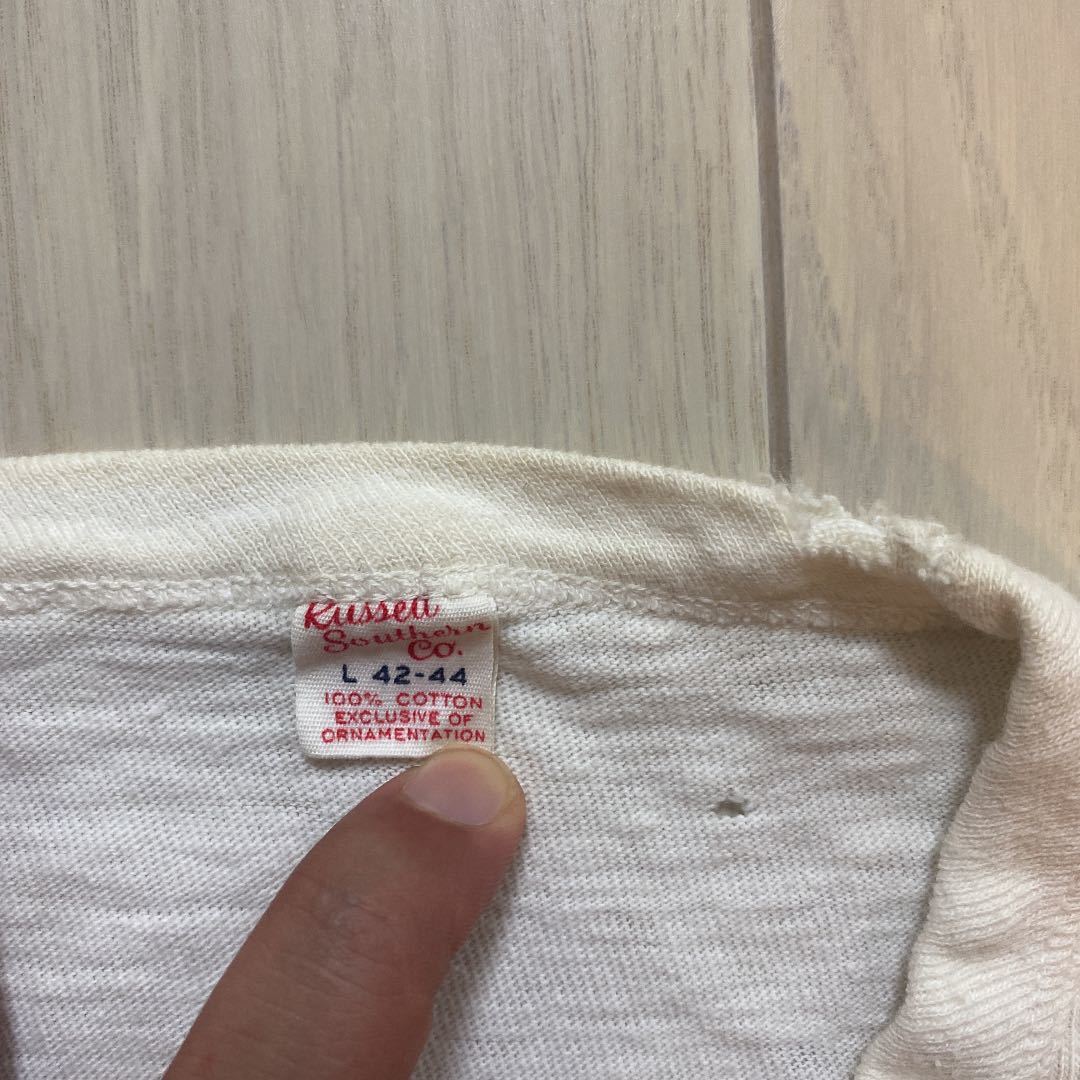 Russell
Southern
Co.
L 42-44
100% COTTON
EXCLUSIVE OF
ORNAMENTATION